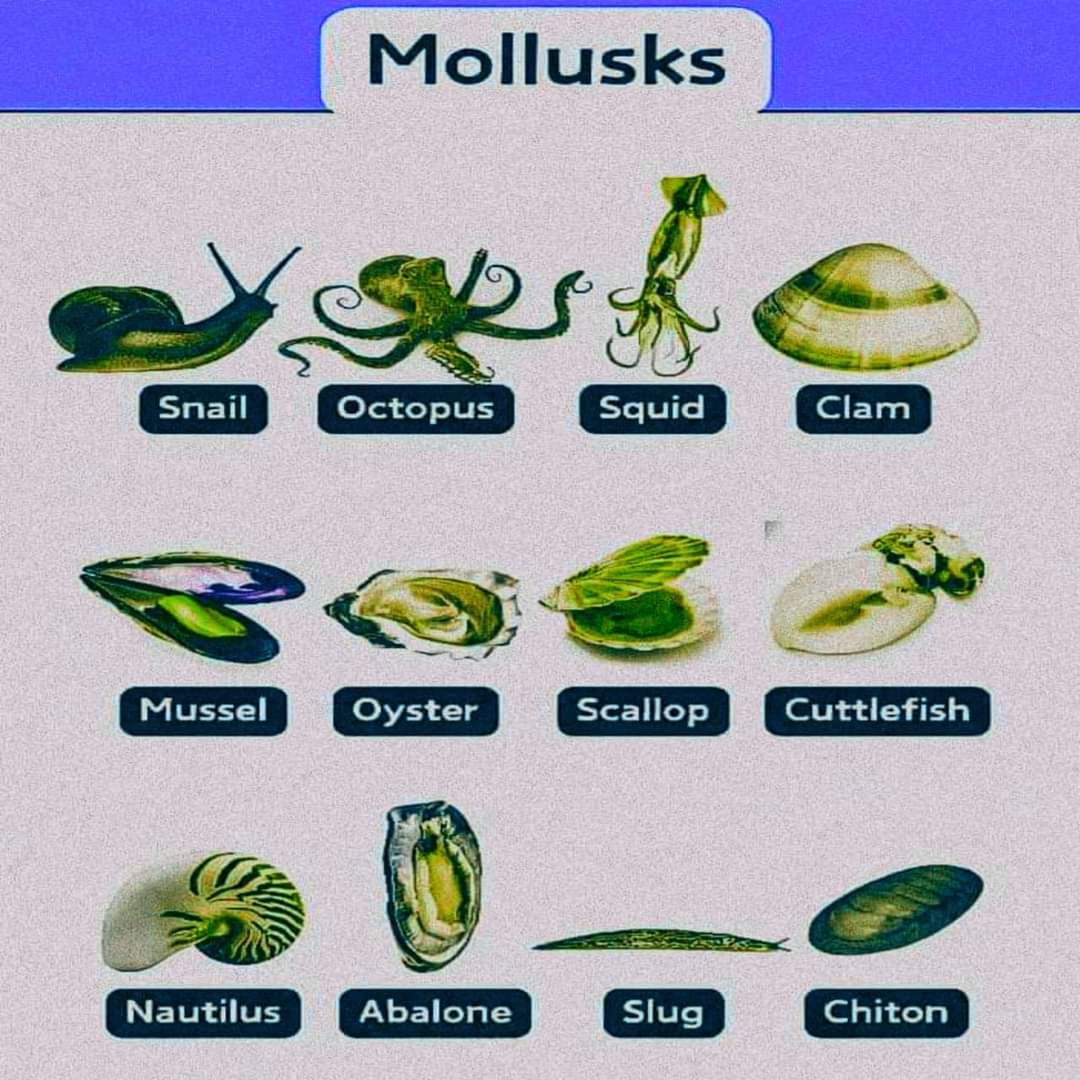 Mollusks
Snail Octopus Squid Clam
Mussel Oyster Scallop Cuttlefish
Nautilus Abalone Slug Chiton